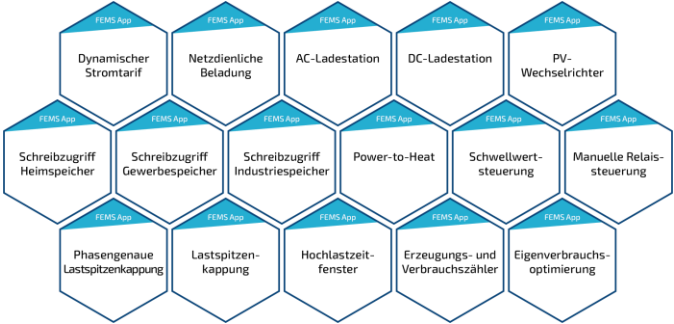 FEMS App
Dynamischer
Stromtarif
FEMS App
Netzdienliche
Beladung
FEMS App
AC-Ladestation
FEMS App
DC-Ladestation
FEMS App
PV-
Wechselrichter
FEMS App
Schreibzugriff
Heimspeicher
FEMS App
Schreibzugriff
Gewerbespeicher
FEMS App
Schreibzugriff
Industriespeicher
FEMS App
Power-to-Heat
FEMS App
Schwellwert-
steuerung
FEMS App
Manuelle Relais-
steuerung
FEMS App
Phasengenaue
Lastspitzenkappung
FEMS App
Lastspitzen-
kappung
FEMS App
Hochlastzeit-
fenster
FEMS App
Erzeugungs- und
Verbrauchszähler
FEMS App
Eigenverbrauchs-
optimierung